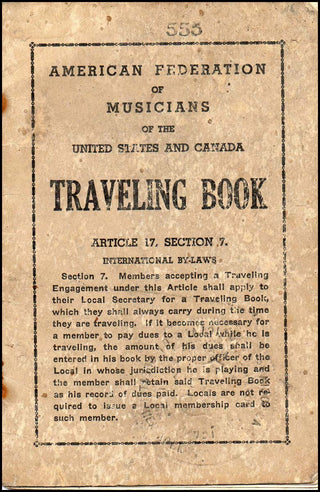 553
AMERICAN FEDERATION
OF
MUSICIANS
OF THE
UNITED STATES AND CANADA
TRAVELING BOOK
ARTICLE 17, SECTION 7.
INTERNATIONAL BY-LAWS
Section 7. Members accepting a Traveling
Engagement under this Article shall apply to
their Local Secretary for a Traveling Book,
which they shall always carry during the time
they are traveling. If it becomes necessary for
a member to pay dues to a Local while he is
traveling, the amount of his dues shall be
entered in his book by the proper officer of the
Local in whose jurisdiction he is playing and
the member shall retain said Traveling Book
as his record of dues paid. Locals are not re-
quired to issue a Local membership card to
such member.